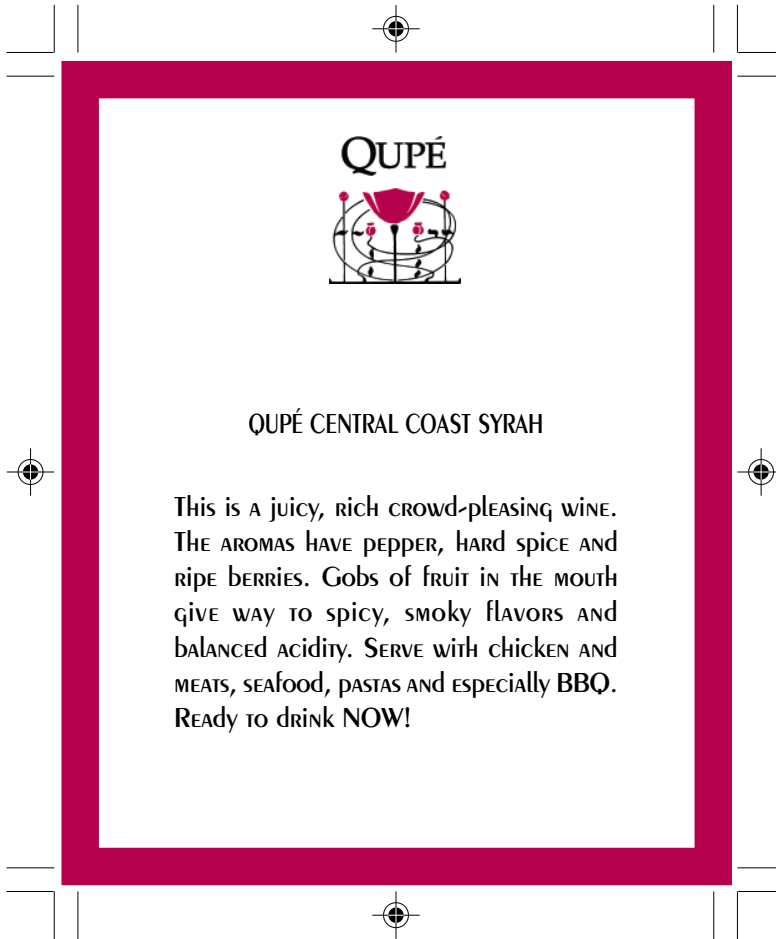 QUPÉ
QUPÉ CENTRAL COAST SYRAH
This is a juicy, rich crowd-pleasing wine.
The aromas have pepper, hard spice and
ripe berries. Gobs of fruit in the mouth
give way to spicy, smoky flavors and
balanced acidity. Serve with chicken and
meats, seafood, pastas and especially BBQ.
Ready to drink NOW!